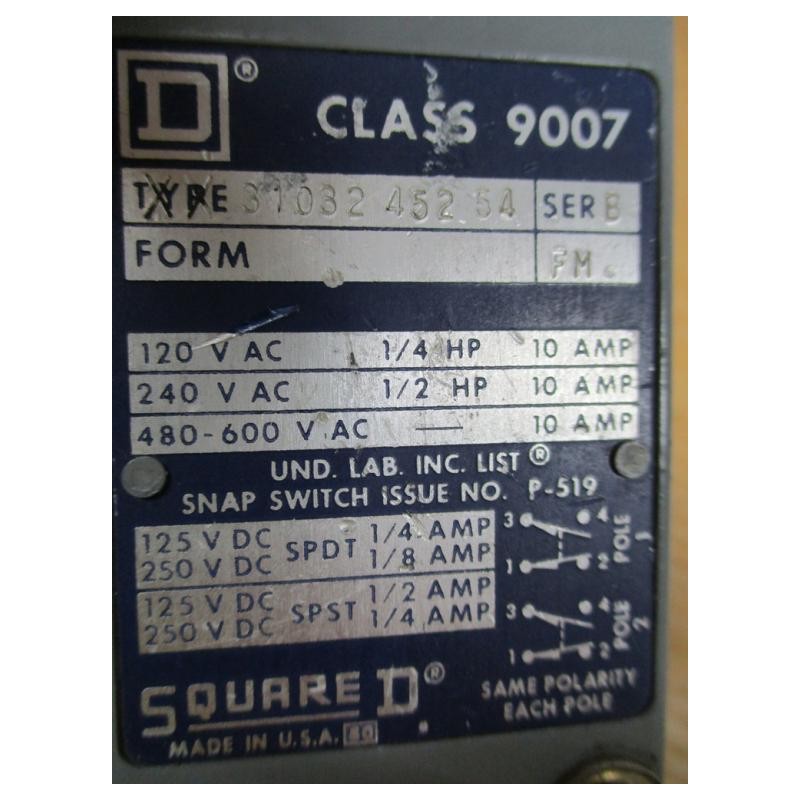 D ® CLASS 9007
TYPE 31032 452 54 SER B
FORM FM.
120 V AC 1/4 HP 10 AMP
240 V AC 1/2 HP 10 AMP
480-600 V AC — 10 AMP
UND. LAB. INC. LIST ®
SNAP SWITCH ISSUE NO. P-519
125 V DC SPDT 1/4 AMP
250 V DC 1/8 AMP
125 V DC SPST 1/2 AMP
250 V DC 1/4 AMP
3 4
1 2
POLE 1
3 4
1 2
POLE 2
SAME POLARITY
EACH POLE
SQUARE D ®
MADE IN U.S.A.